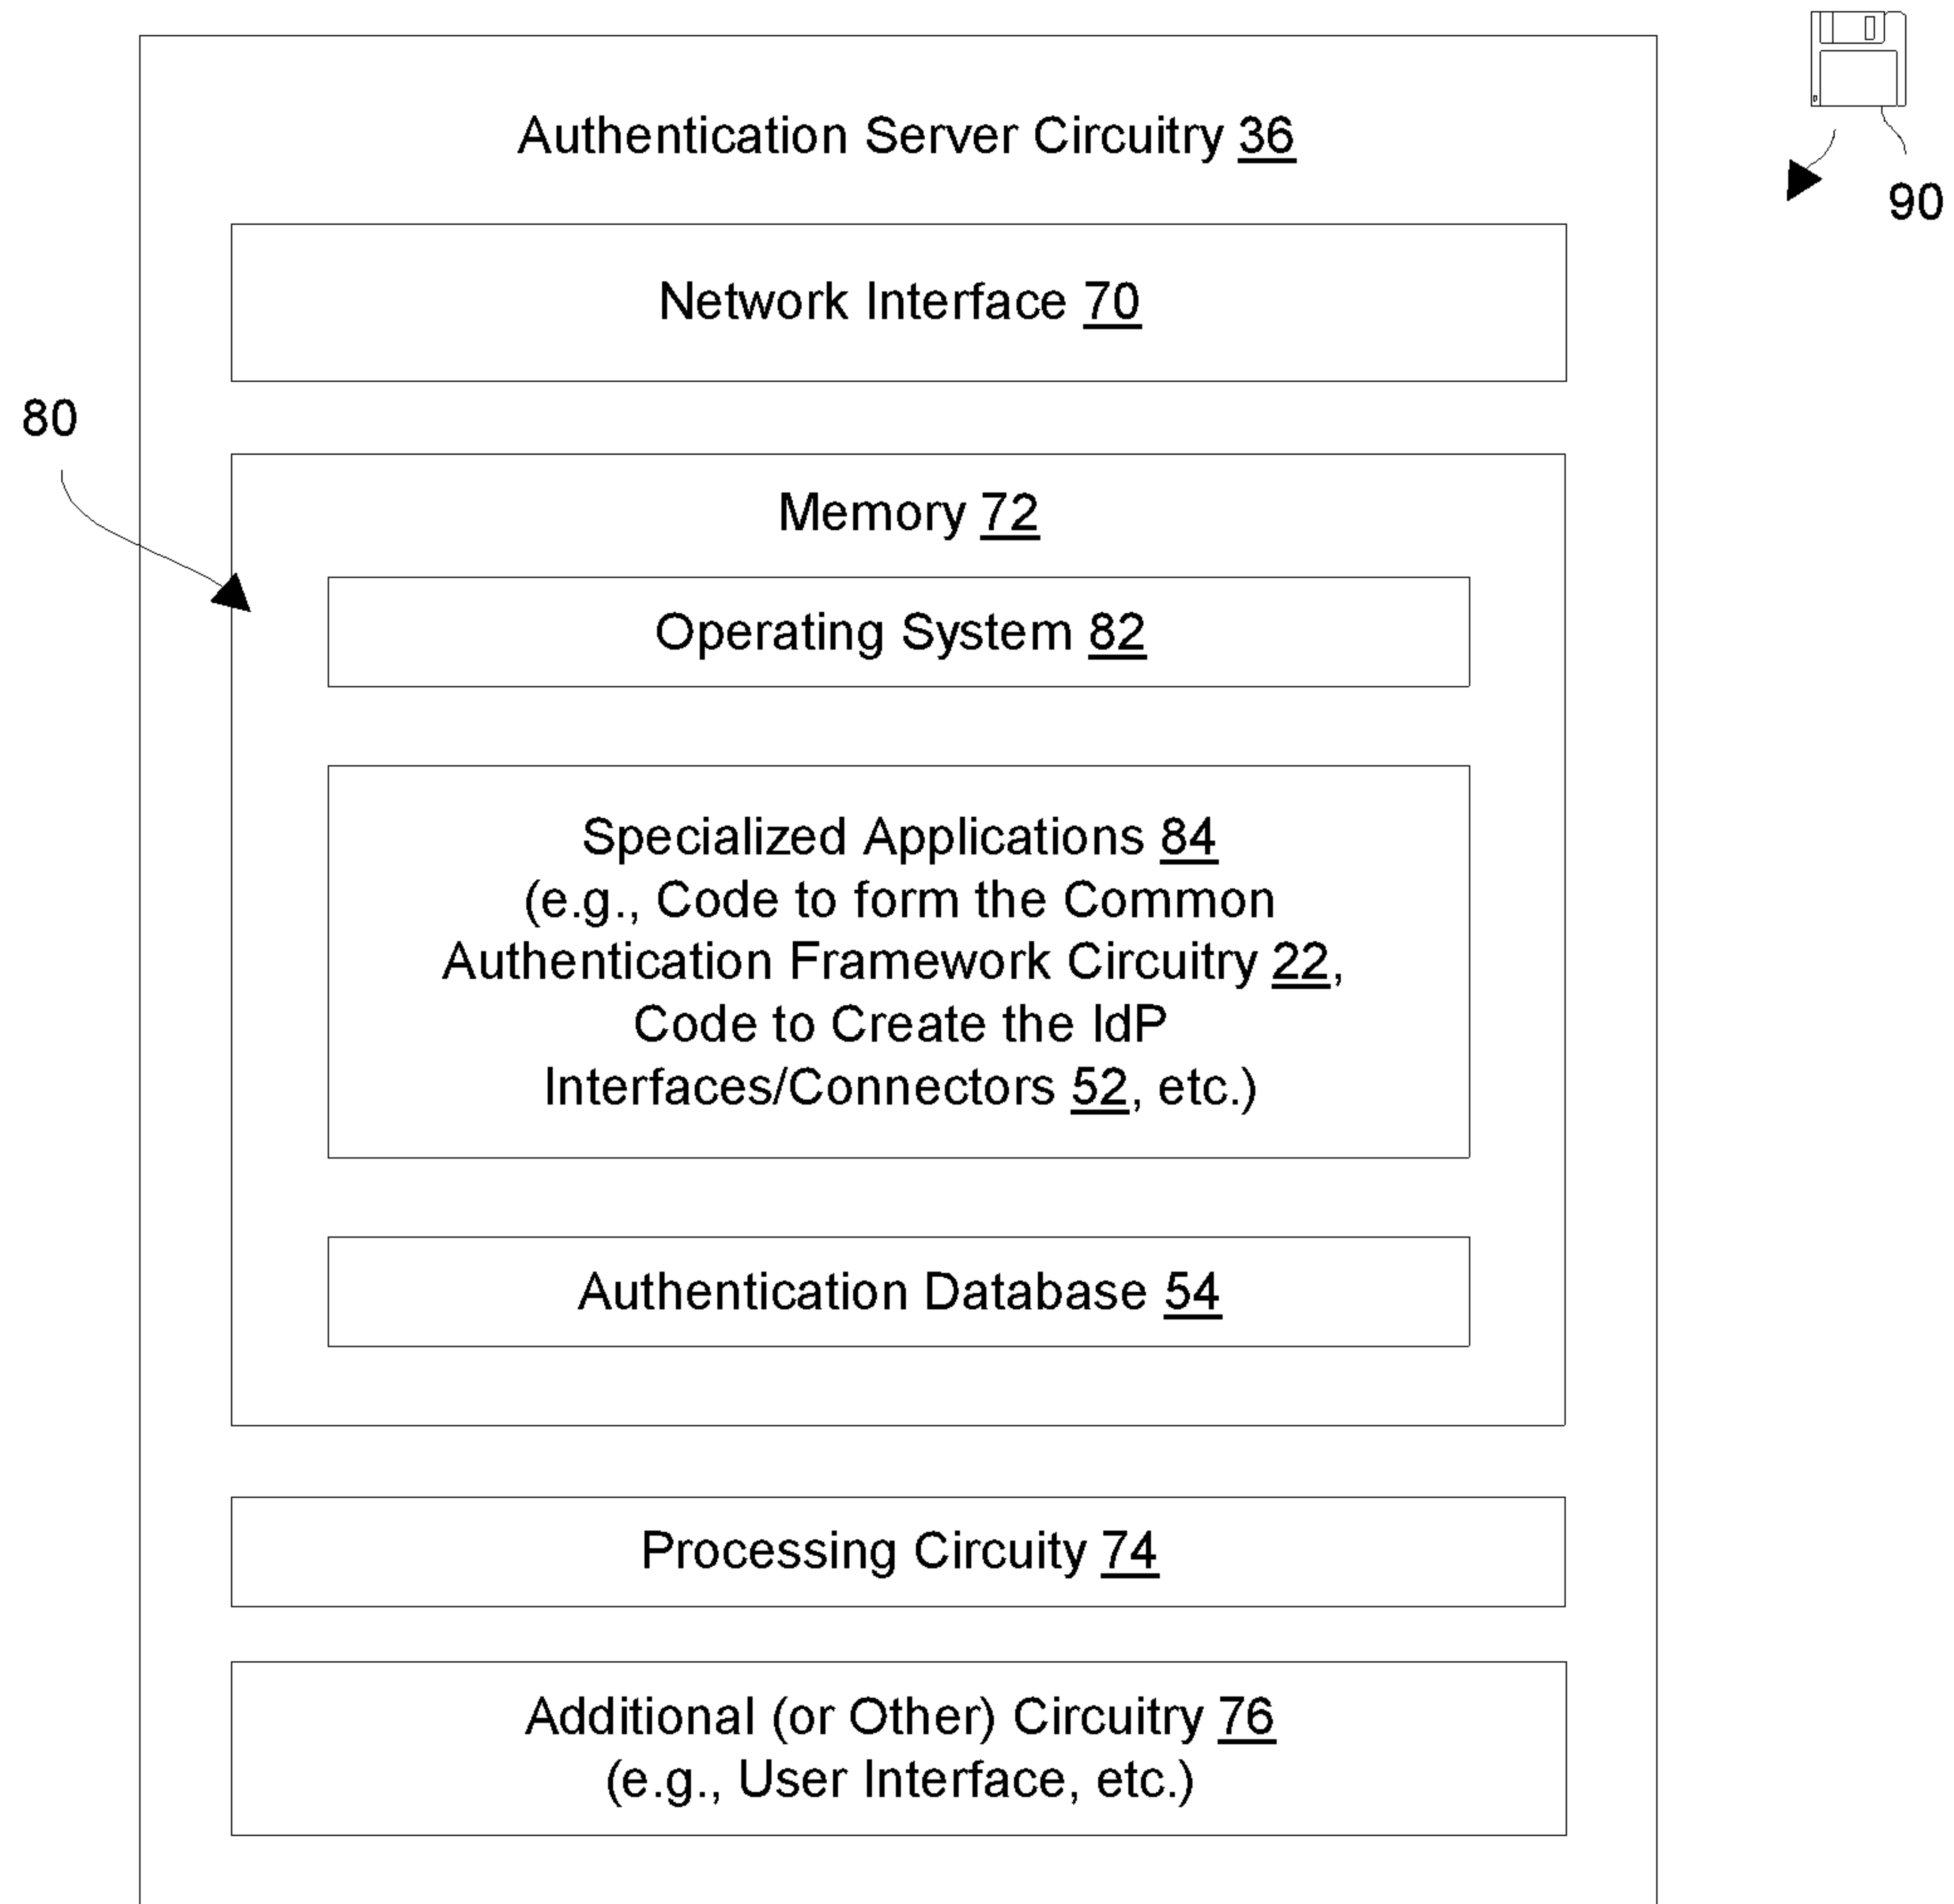 Authentication Server Circuitry 36
90
Network Interface 70
80
Memory 72
Operating System 82
Specialized Applications 84
(e.g., Code to form the Common
Authentication Framework Circuitry 22,
Code to Create the IdP
Interfaces/Connectors 52, etc.)
Authentication Database 54
Processing Circuity 74
Additional (or Other) Circuitry 76
(e.g., User Interface, etc.)